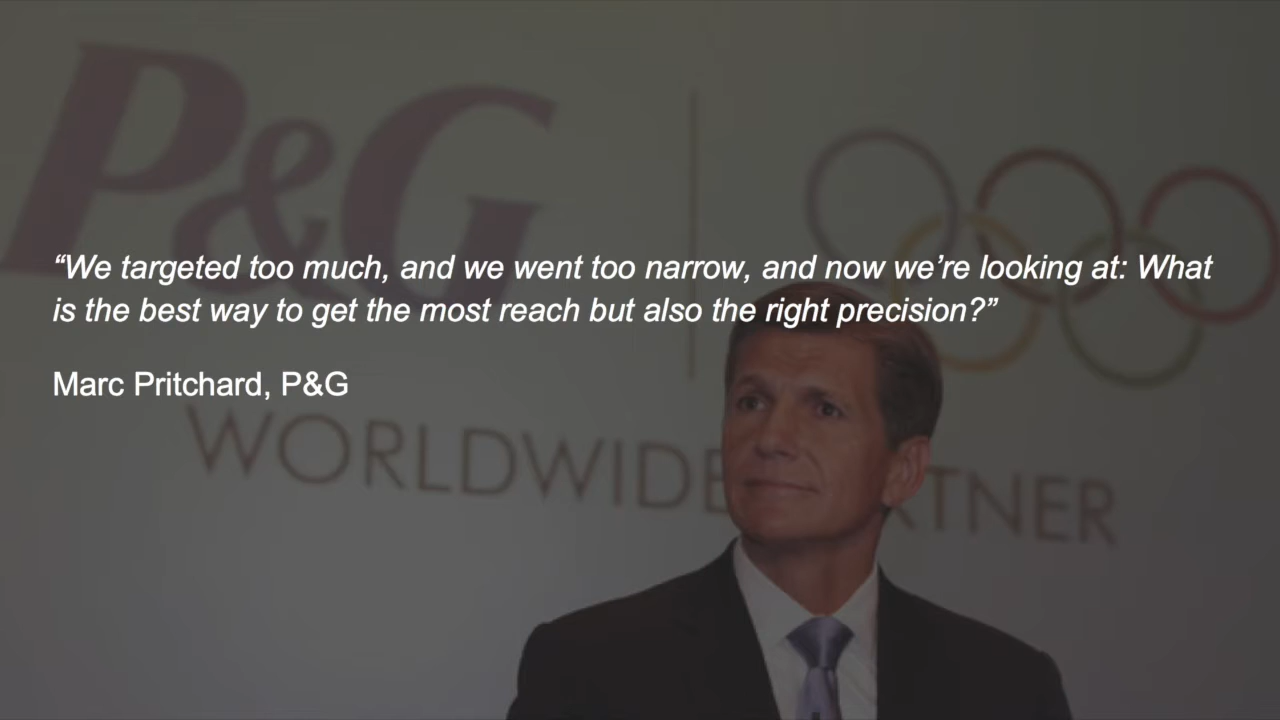 P&G
“We targeted too much, and we went too narrow, and now we’re looking at: What
is the best way to get the most reach but also the right precision?”
Marc Pritchard, P&G
WORLDWIDE RTNER